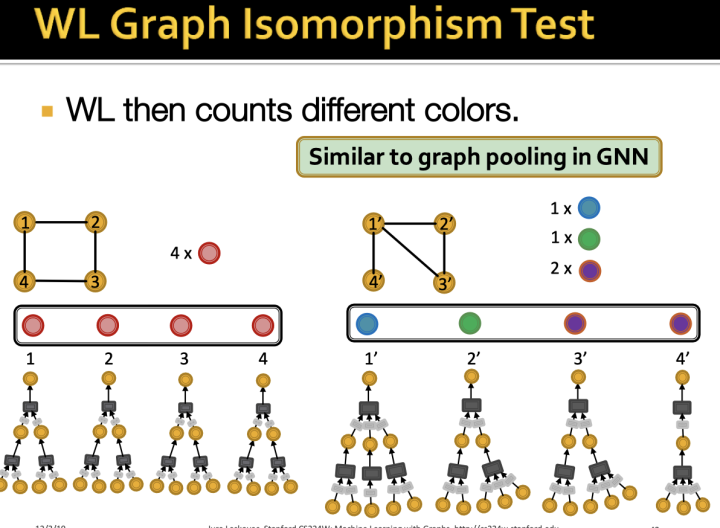 WL Graph Isomorphism Test
WL then counts different colors.
Similar to graph pooling in GNN
1 2
4 3
4 x
1′ 2′
4′ 3′
1 x
1 x
2 x
1 2 3 4
1′ 2′ 3′ 4′
Jure Leskovec, Stanford CS224W: Machine Learning with Graphs, http://cs224w.stanford.edu